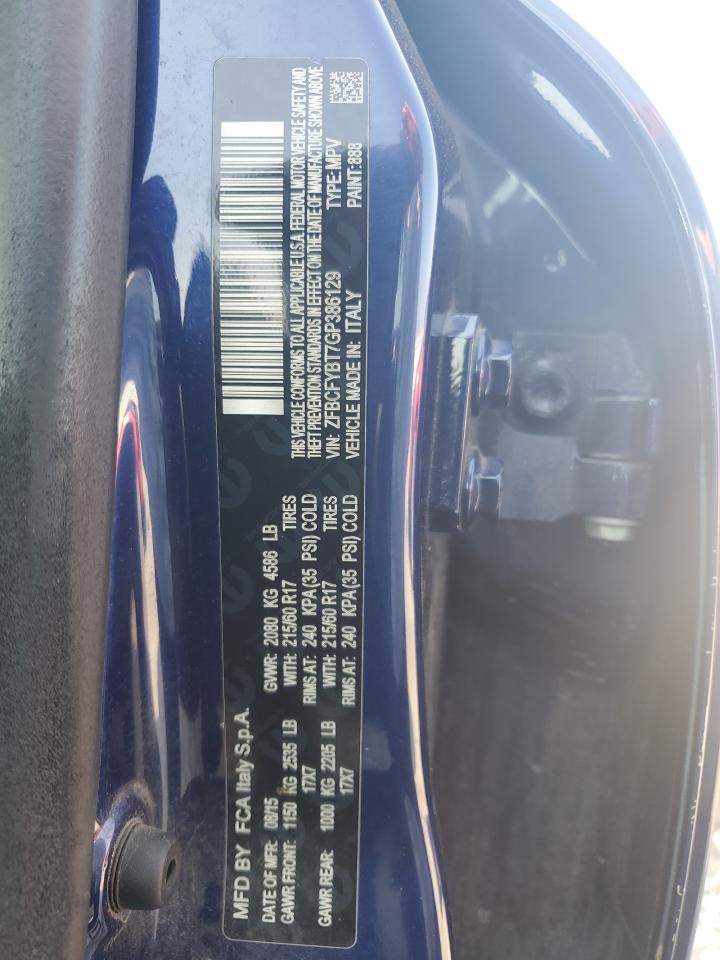 MFD BY FCA Italy S.p.A.
DATE OF MFR: 08/15 GVWR: 2080 KG 4586 LB
GAWR FRONT: 1150 KG 2535 LB WITH: 215/60 R17 TIRES
17X7 RIMS AT: 240 KPA(35 PSI) COLD
GAWR REAR: 1000 KG 2205 LB WITH: 215/60 R17 TIRES
17X7 RIMS AT: 240 KPA(35 PSI) COLD
THIS VEHICLE CONFORMS TO ALL APPLICABLE U.S.A. FEDERAL MOTOR VEHICLE SAFETY AND
THEFT PREVENTION STANDARDS IN EFFECT ON THE DATE OF MANUFACTURE SHOWN ABOVE
VIN: ZFBCFYBT7GP386129 TYPE: MPV
VEHICLE MADE IN: ITALY PAINT: 888